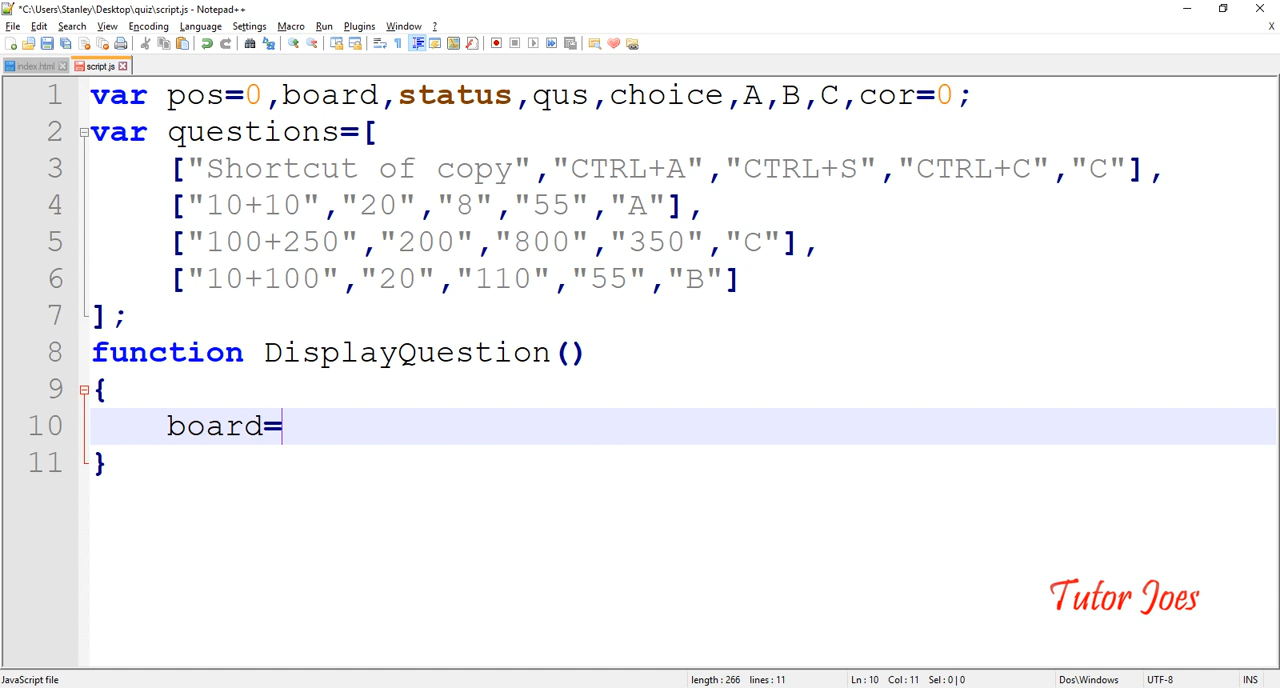 *C:\Users\Stanley\Desktop\quiz\script.js - Notepad++
File Edit Search View Encoding Language Settings Macro Run Plugins Window ?
X
index.html script.js
1 var pos=0,board,status,qus,choice,A,B,C,cor=0;
2 var questions=[
3 ["Shortcut of copy","CTRL+A","CTRL+S","CTRL+C","C"],
4 ["10+10","20","8","55","A"],
5 ["100+250","200","800","350","C"],
6 ["10+100","20","110","55","B"]
7 ];
8 function DisplayQuestion()
9 {
10 board=
11 }
Tutor Joes
JavaScript file length : 266 lines : 11 Ln : 10 Col : 11 Sel : 0 | 0 Dos\Windows UTF-8 INS